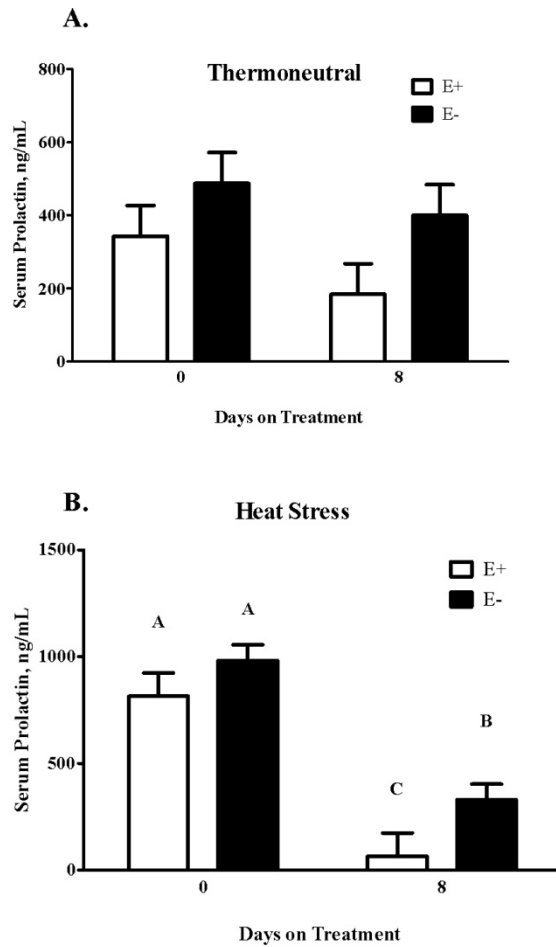 A.
Thermoneutral
E+
E-
800
600
400
200
0
Serum Prolactin, ng/mL
0 8
Days on Treatment
B.
Heat Stress
E+
E-
1500
1000
500
0
Serum Prolactin, ng/mL
A A
C B
0 8
Days on Treatment